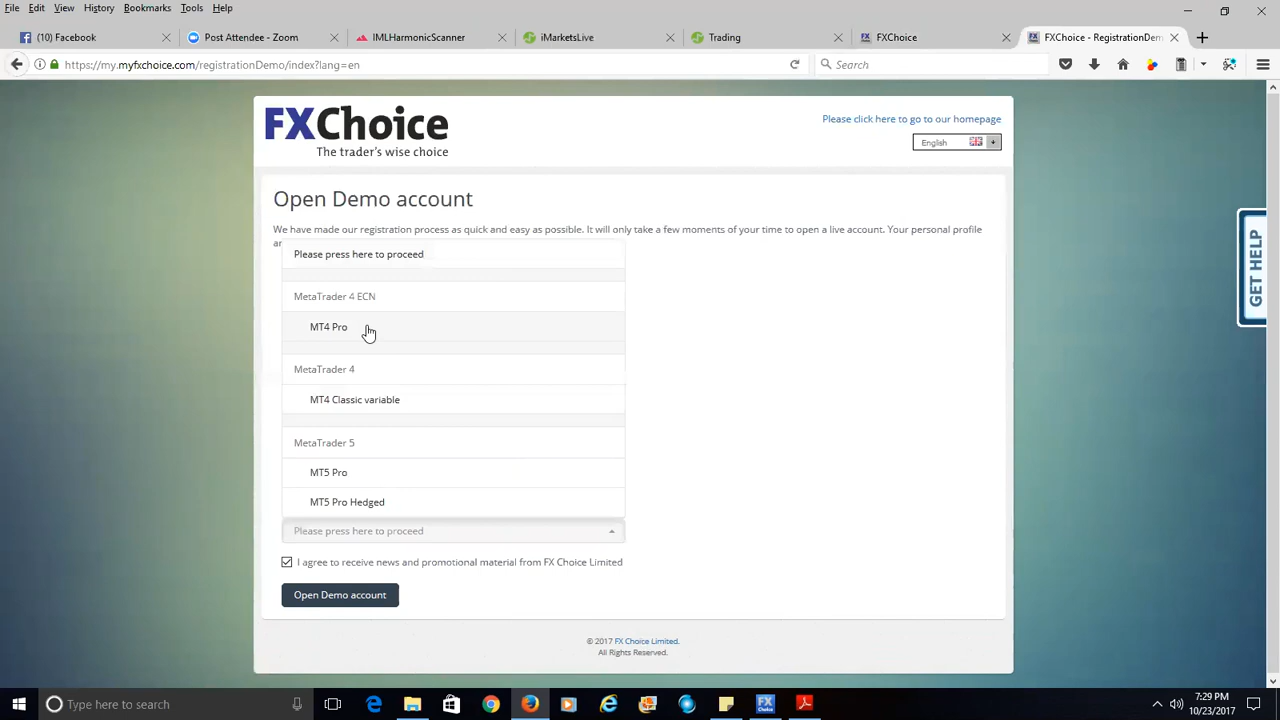 File Edit View History Bookmarks Tools Help
(10) Facebook
Post Attendee - Zoom
IMLHarmonicScanner
iMarketsLive
Trading
FXChoice
FXChoice - RegistrationDem
https://my.myfxchoice.com/registrationDemo/index?lang=en
Search
FXChoice
The trader's wise choice
Please click here to go to our homepage
English
Open Demo account
We have made our registration process as quick and easy as possible. It will only take a few moments of your time to open a live account. Your personal profile
Please press here to proceed
MetaTrader 4 ECN
MT4 Pro
MetaTrader 4
MT4 Classic variable
MetaTrader 5
MT5 Pro
MT5 Pro Hedged
Please press here to proceed
I agree to receive news and promotional material from FX Choice Limited
Open Demo account
© 2017 FX Choice Limited.
All Rights Reserved.
GET HELP
Type here to search
7:29 PM
10/23/2017